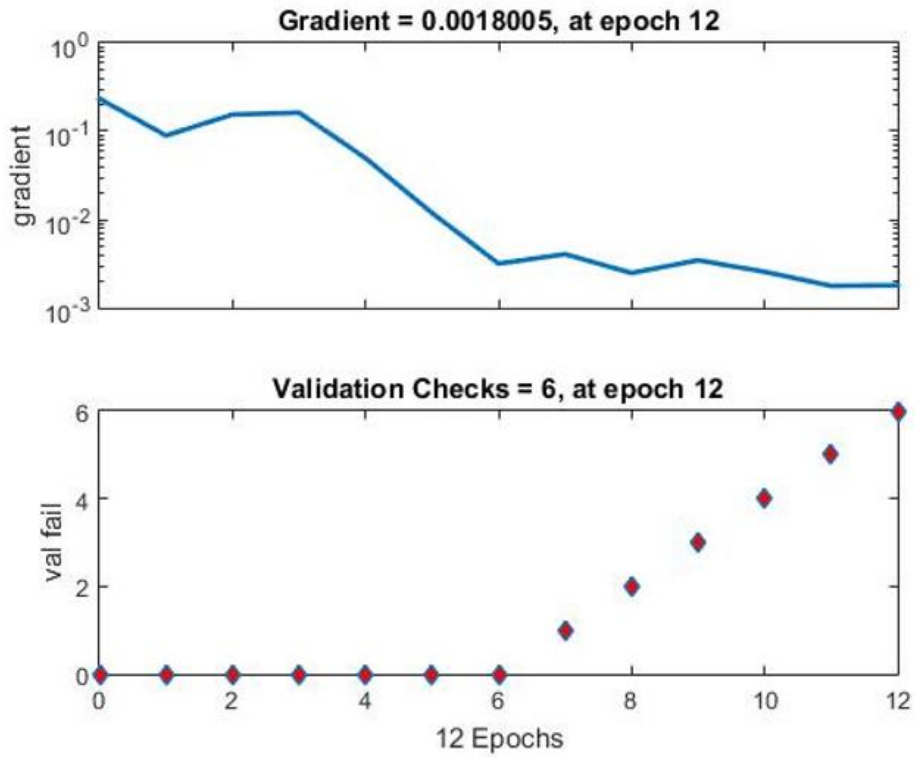 Gradient = 0.0018005, at epoch 12
10^0
10^-1
10^-2
10^-3
gradient
Validation Checks = 6, at epoch 12
6
4
2
0
val fail
0 2 4 6 8 10 12
12 Epochs